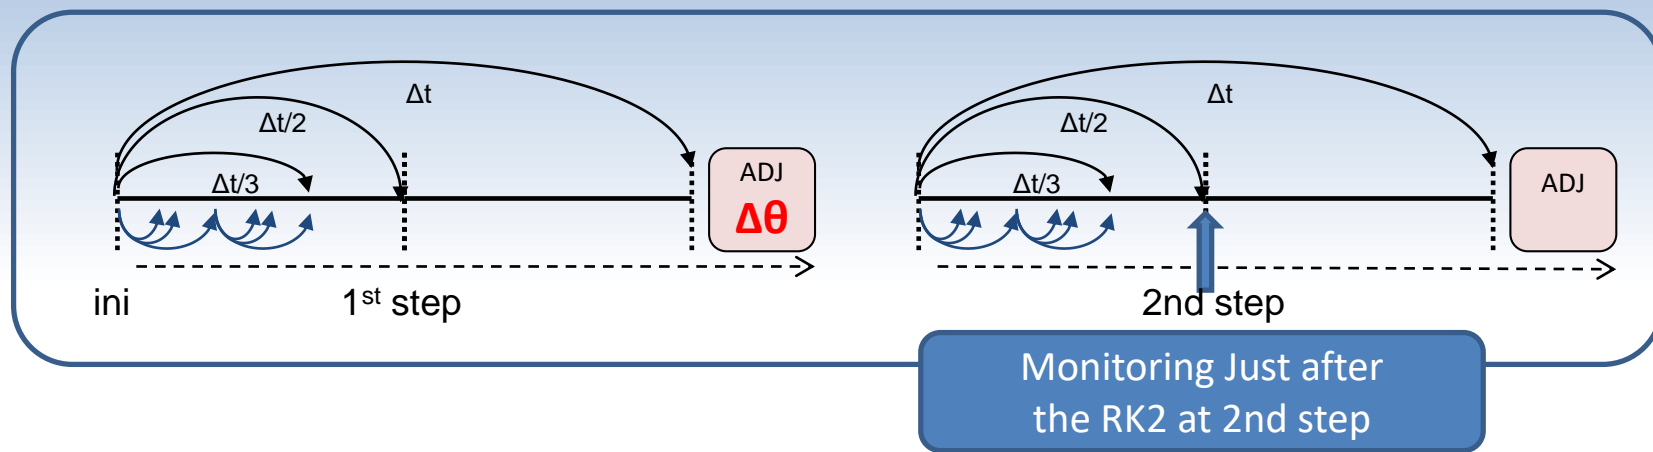 Δt
Δt/2
Δt/3
ADJ
Δθ
ini
1st step
Δt
Δt/2
Δt/3
ADJ
2nd step
Monitoring Just after
the RK2 at 2nd step